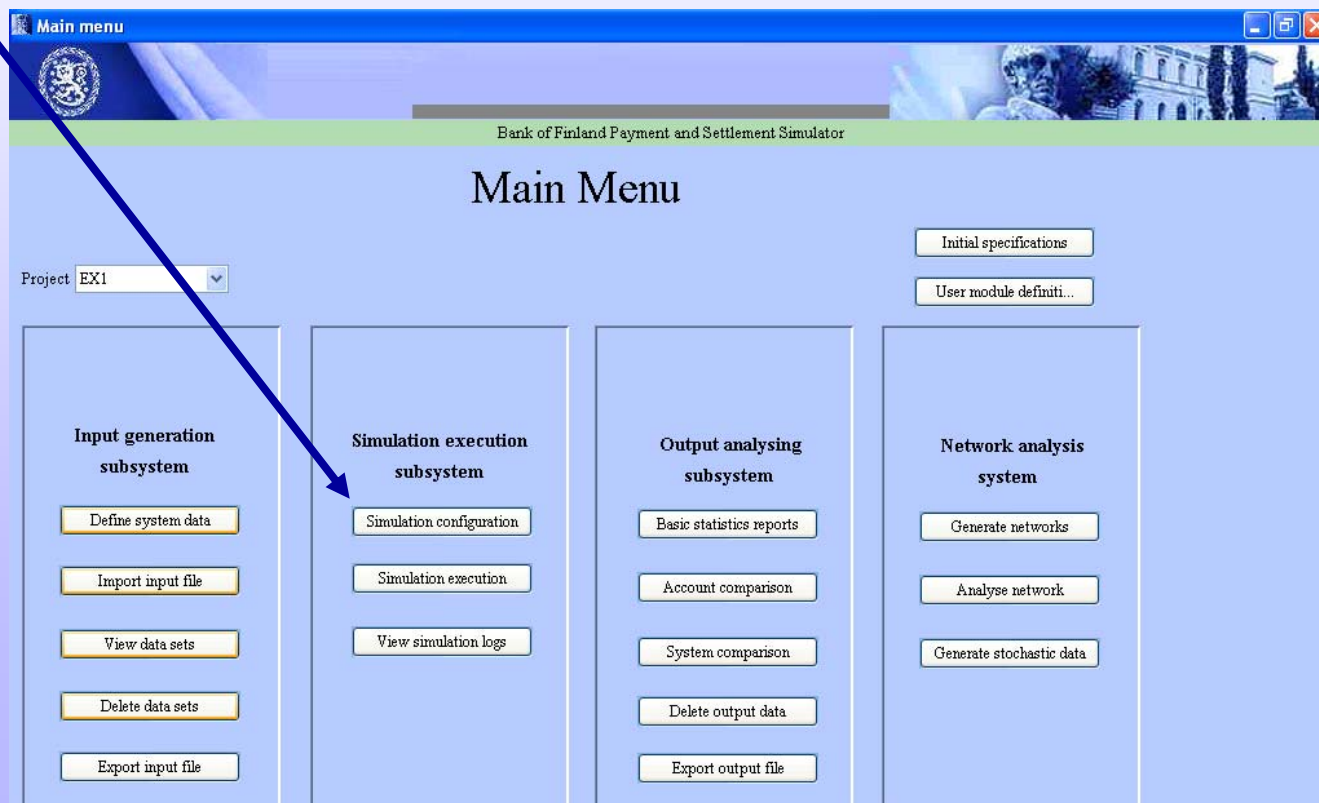 Main menu
Bank of Finland Payment and Settlement Simulator
Main Menu
Initial specifications
Project EX1
User module definiti...
Input generation
subsystem
Define system data
Import input file
View data sets
Delete data sets
Export input file
Simulation execution
subsystem
Simulation configuration
Simulation execution
View simulation logs
Output analysing
subsystem
Basic statistics reports
Account comparison
System comparison
Delete output data
Export output file
Network analysis
system
Generate networks
Analyse network
Generate stochastic data